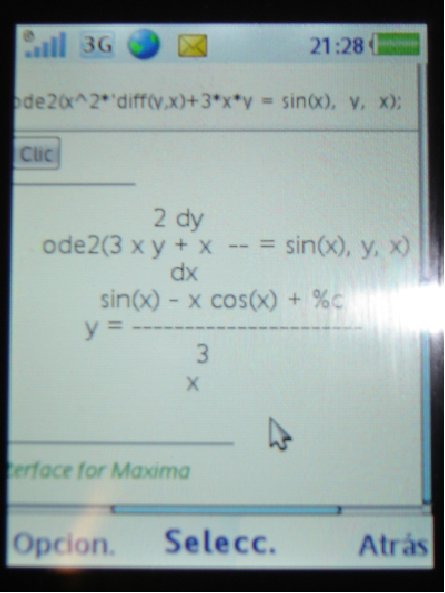 3G 21:28
ode2(x^2*'diff(y,x)+3*x*y = sin(x), y, x);
Clic
2 dy
ode2(3 x y + x -- = sin(x), y, x)
dx
sin(x) - x cos(x) + %c
y = -----------------------
3
x
terface for Maxima
Opcion. Selecc. Atrás